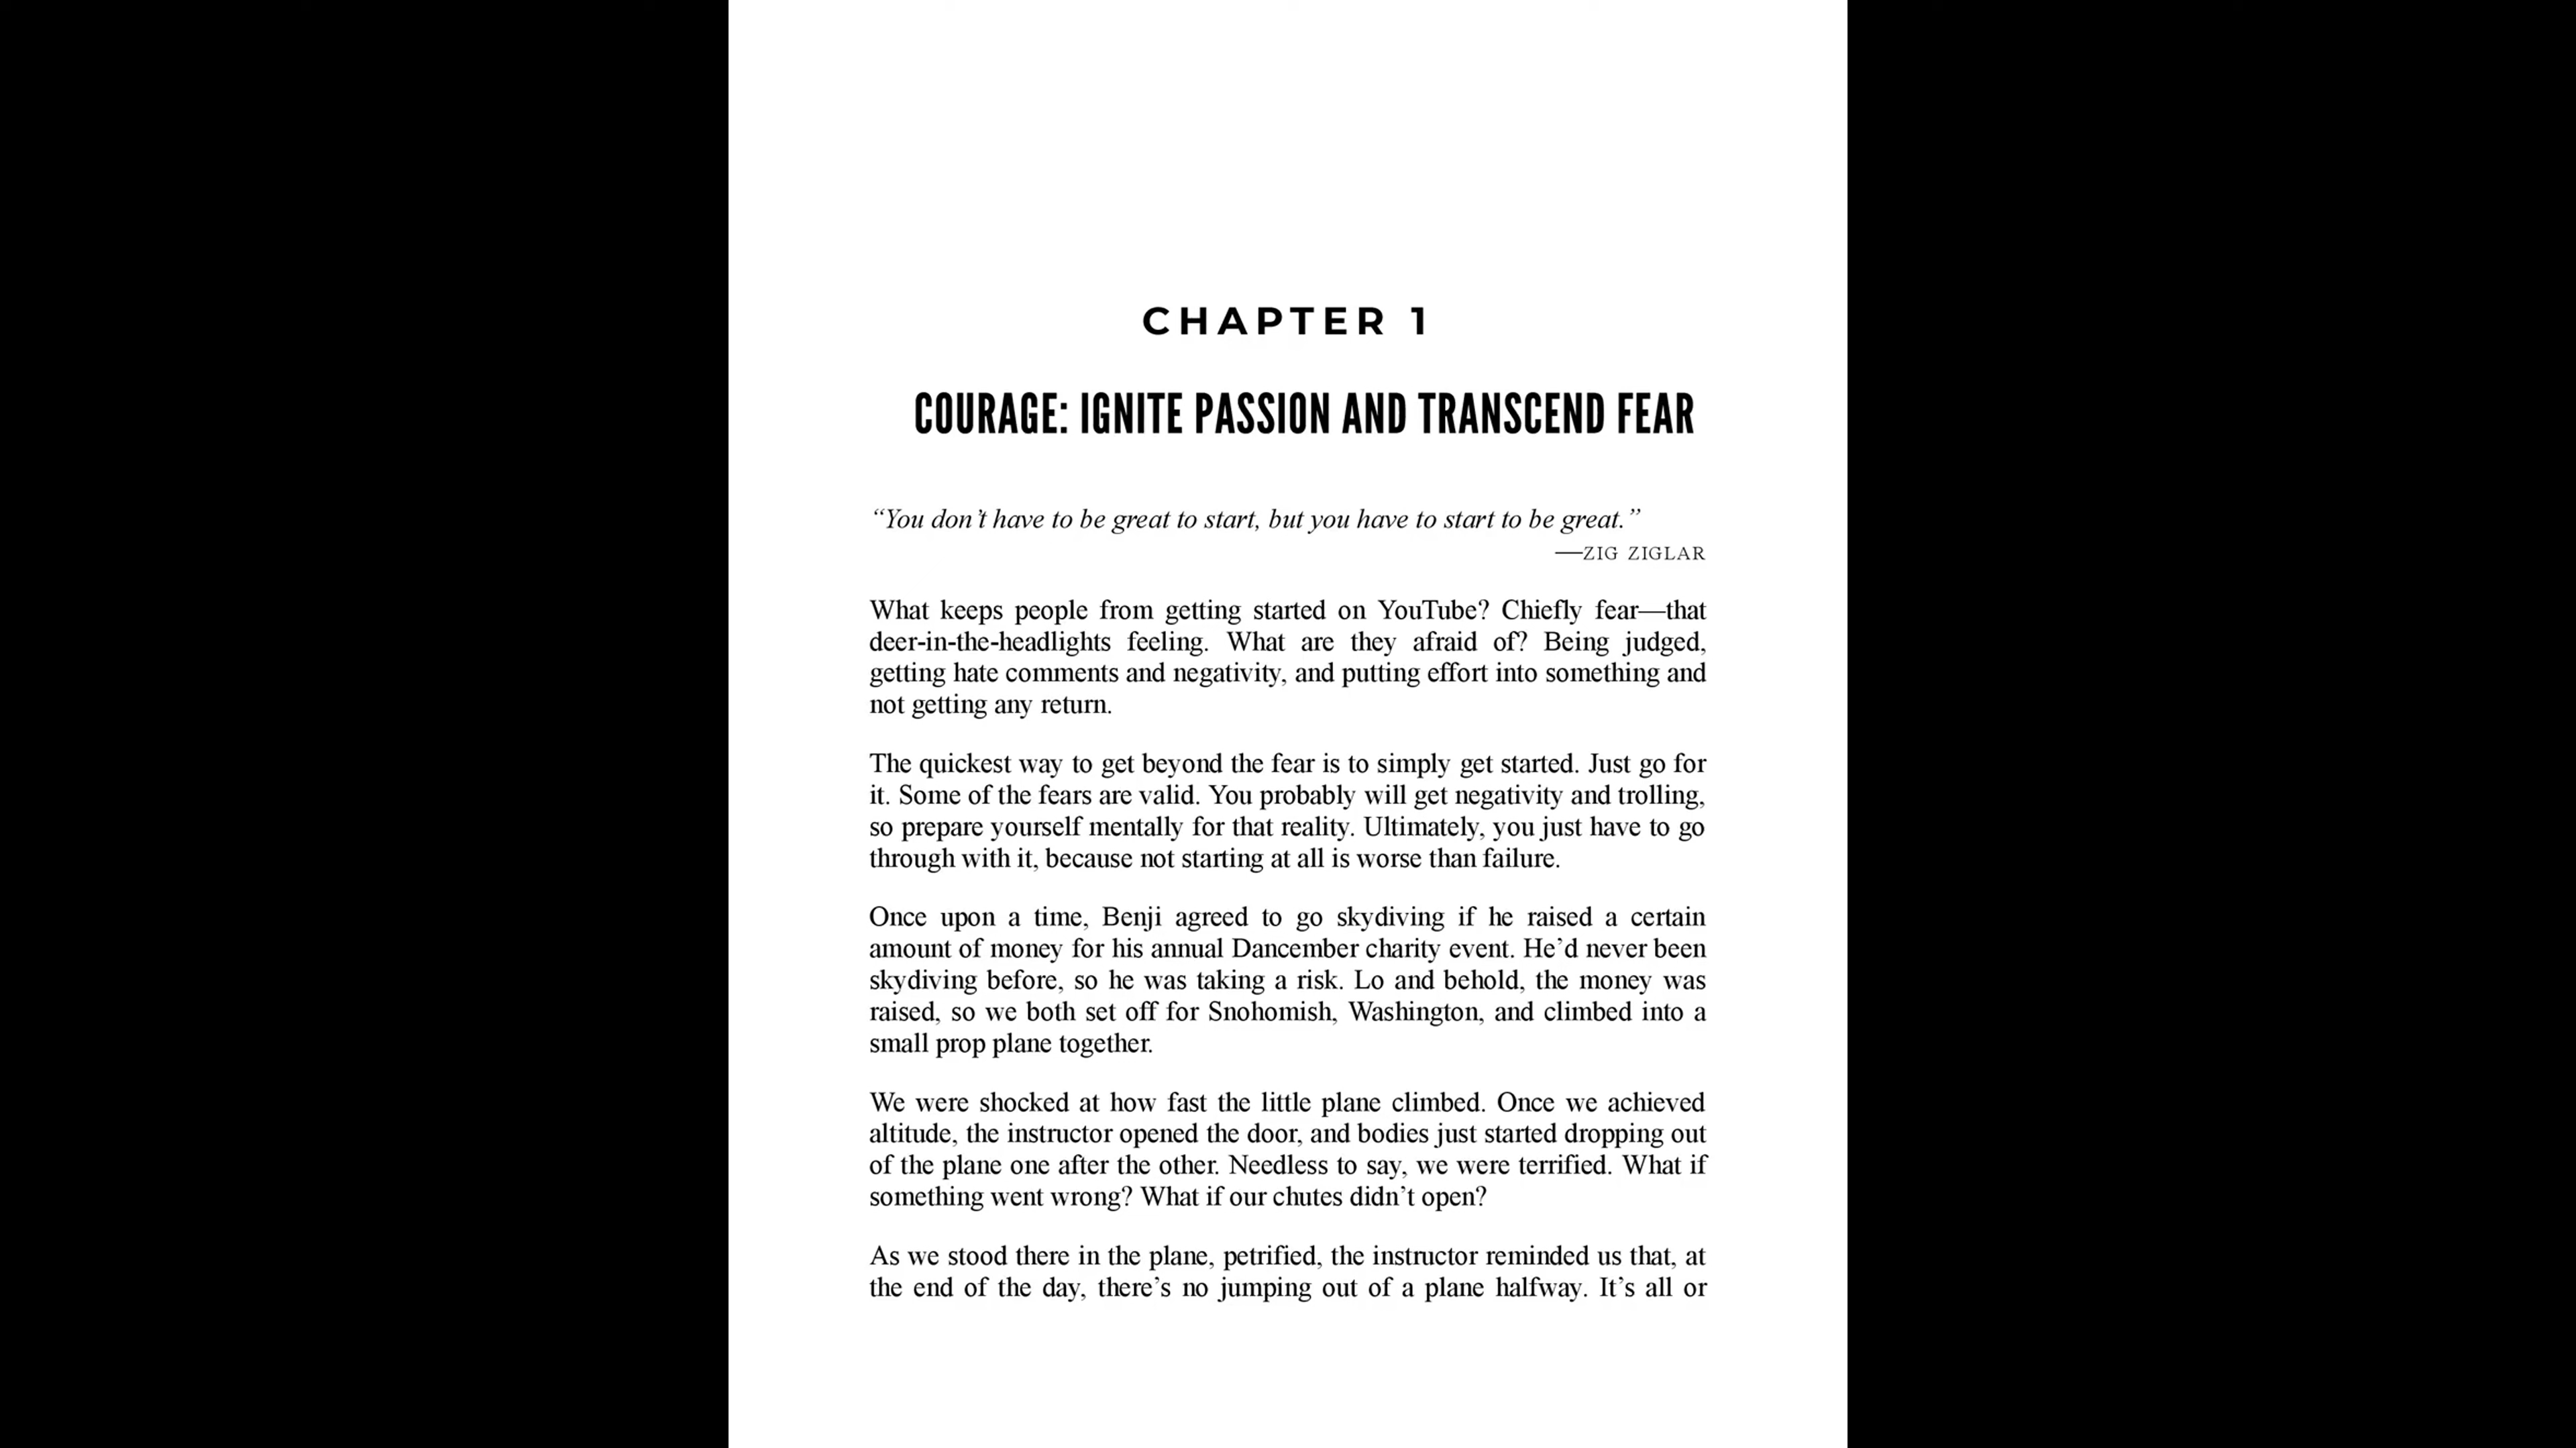 CHAPTER 1
COURAGE: IGNITE PASSION AND TRANSCEND FEAR
“You don’t have to be great to start, but you have to start to be great.”
—ZIG ZIGLAR
What keeps people from getting started on YouTube? Chiefly fear—that
deer-in-the-headlights feeling. What are they afraid of? Being judged,
getting hate comments and negativity, and putting effort into something and
not getting any return.
The quickest way to get beyond the fear is to simply get started. Just go for
it. Some of the fears are valid. You probably will get negativity and trolling,
so prepare yourself mentally for that reality. Ultimately, you just have to go
through with it, because not starting at all is worse than failure.
Once upon a time, Benji agreed to go skydiving if he raised a certain
amount of money for his annual Dancember charity event. He’d never been
skydiving before, so he was taking a risk. Lo and behold, the money was
raised, so we both set off for Snohomish, Washington, and climbed into a
small prop plane together.
We were shocked at how fast the little plane climbed. Once we achieved
altitude, the instructor opened the door, and bodies just started dropping out
of the plane one after the other. Needless to say, we were terrified. What if
something went wrong? What if our chutes didn’t open?
As we stood there in the plane, petrified, the instructor reminded us that, at
the end of the day, there’s no jumping out of a plane halfway. It’s all or